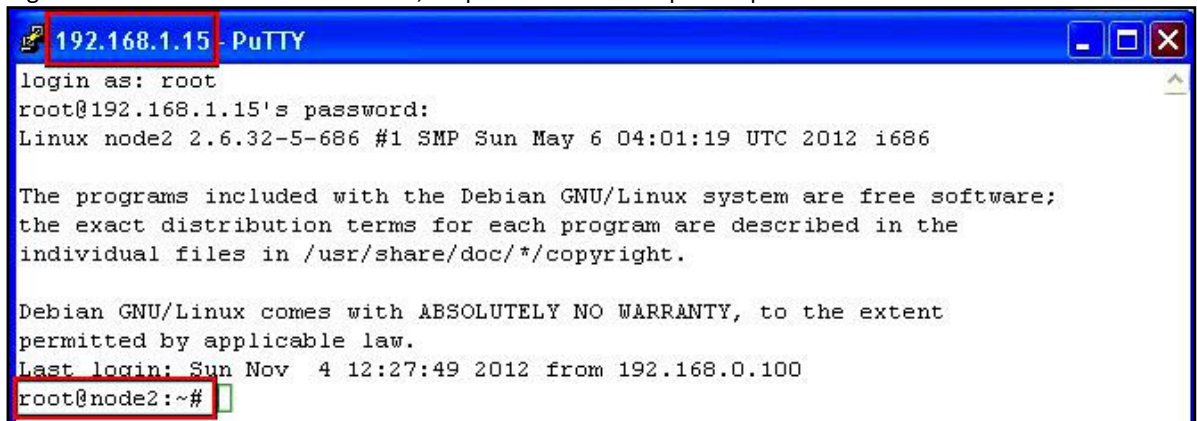 192.168.1.15 - PuTTY
login as: root
root@192.168.1.15's password:
Linux node2 2.6.32-5-686 #1 SMP Sun May 6 04:01:19 UTC 2012 i686
The programs included with the Debian GNU/Linux system are free software;
the exact distribution terms for each program are described in the
individual files in /usr/share/doc/*/copyright.
Debian GNU/Linux comes with ABSOLUTELY NO WARRANTY, to the extent
permitted by applicable law.
Last login: Sun Nov  4 12:27:49 2012 from 192.168.0.100
root@node2:~#